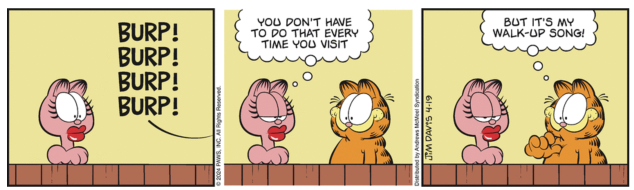 BURP!
BURP!
BURP!
BURP!
© 2024 PAWS, INC. All Rights Reserved.
YOU DON'T HAVE
TO DO THAT EVERY
TIME YOU VISIT
Distributed by Andrews McMeel Syndication
JIM DAVIS 4-19
BUT IT'S MY
WALK-UP SONG!